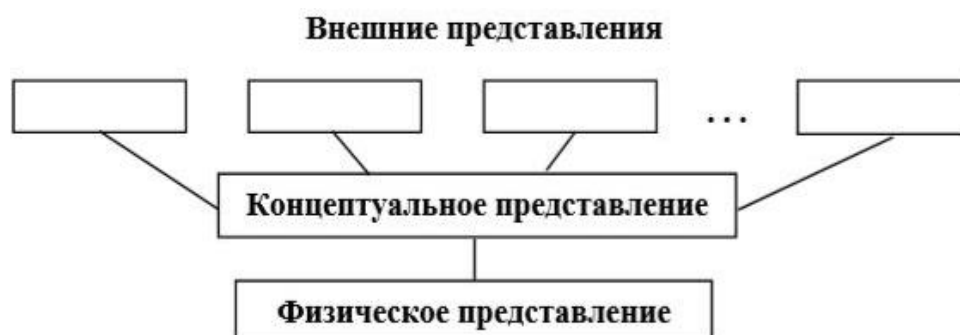 Внешние представления
...
Концептуальное представление
Физическое представление